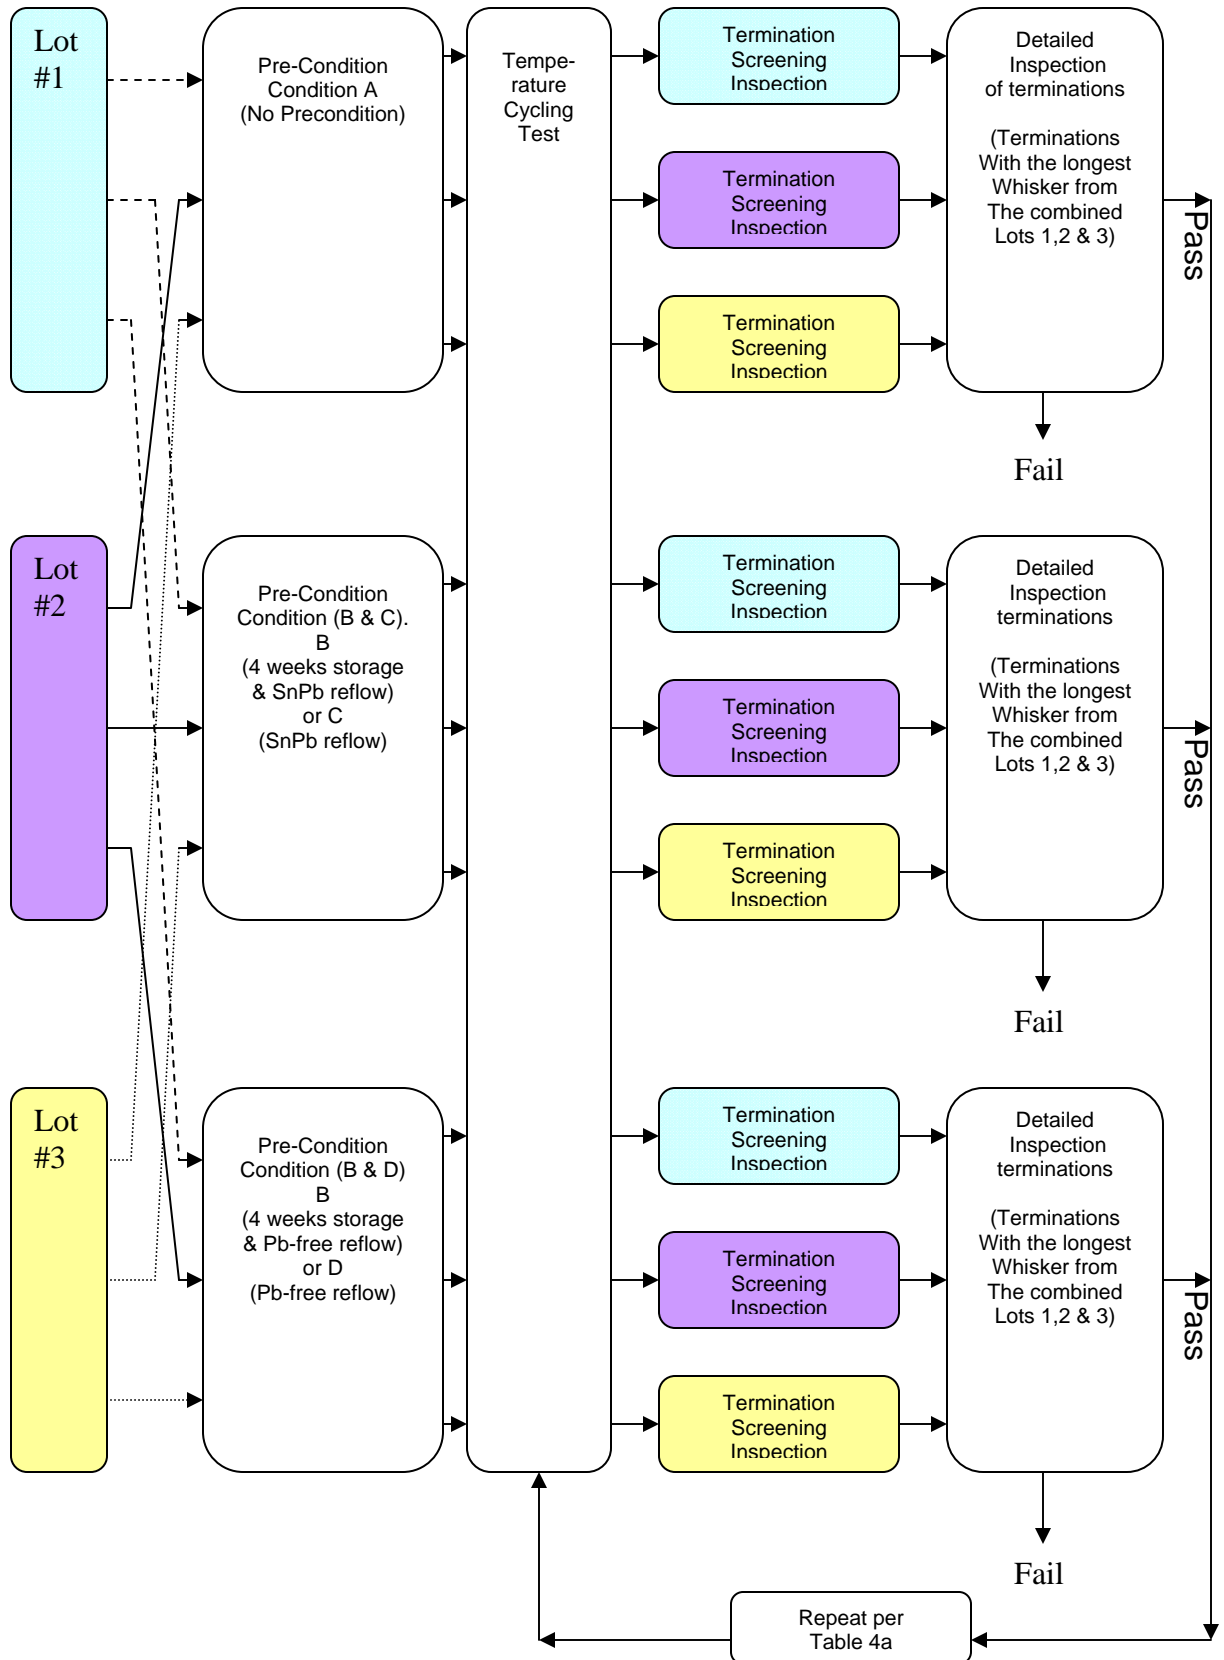 Lot
#1
Pre-Condition
Condition A
(No Precondition)
Tempe-
rature
Cycling
Test
Termination
Screening
Inspection
Termination
Screening
Inspection
Termination
Screening
Inspection
Detailed
Inspection
of terminations
(Terminations
With the longest
Whisker from
The combined
Lots 1,2 & 3)
Pass
Fail
Lot
#2
Pre-Condition
Condition (B & C).
B
(4 weeks storage
& SnPb reflow)
or C
(SnPb reflow)
Termination
Screening
Inspection
Termination
Screening
Inspection
Termination
Screening
Inspection
Detailed
Inspection
terminations
(Terminations
With the longest
Whisker from
The combined
Lots 1,2 & 3)
Pass
Fail
Lot
#3
Pre-Condition
Condition (B & D)
B
(4 weeks storage
& Pb-free reflow)
or D
(Pb-free reflow)
Termination
Screening
Inspection
Termination
Screening
Inspection
Termination
Screening
Inspection
Detailed
Inspection
terminations
(Terminations
With the longest
Whisker from
The combined
Lots 1,2 & 3)
Pass
Fail
Repeat per
Table 4a